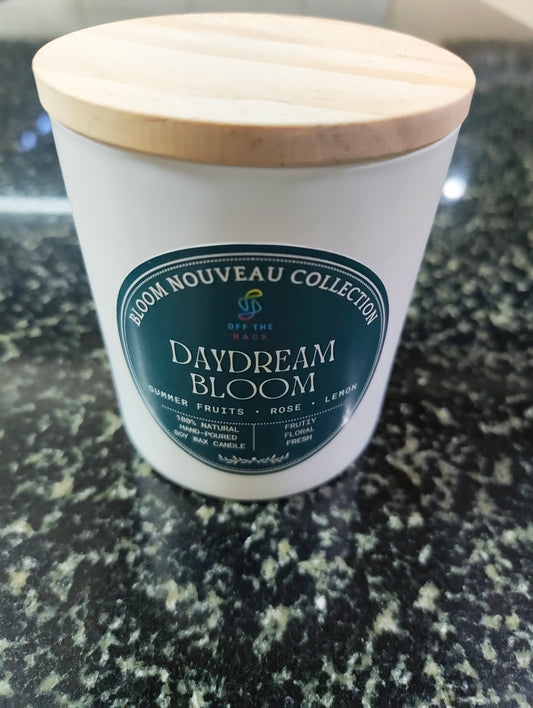 BLOOM NOUVEAU COLLECTION
OFF THE
RACK
DAYDREAM
BLOOM
SUMMER FRUITS · ROSE · LEMON
100% NATURAL
HAND-POURED
SOY WAX CANDLE
FRUITY
FLORAL
FRESH